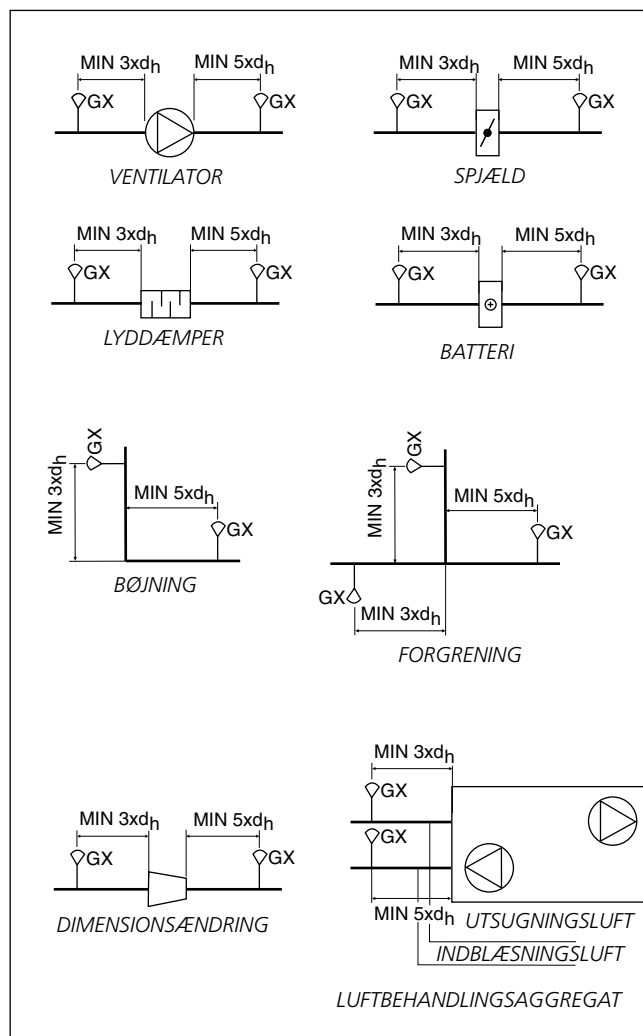 MIN 3xdh MIN 5xdh
GX GX
VENTILATOR
MIN 3xdh MIN 5xdh
GX GX
SPJÆLD
MIN 3xdh MIN 5xdh
GX GX
LYDDÆMPER
MIN 3xdh MIN 5xdh
GX GX
BATTERI
GX
MIN 3xdh
MIN 5xdh
GX
BØJNING
GX
MIN 3xdh
MIN 5xdh
GX
GX
MIN 3xdh
FORGRENING
MIN 3xdh MIN 5xdh
GX GX
DIMENSIONSÆNDRING
MIN 3xdh
GX
GX
MIN 5xdh
UTSUGNINGSLUFT
INDBLÆSNINGSLUFT
LUFTBEHANDLINGSAGGREGAT